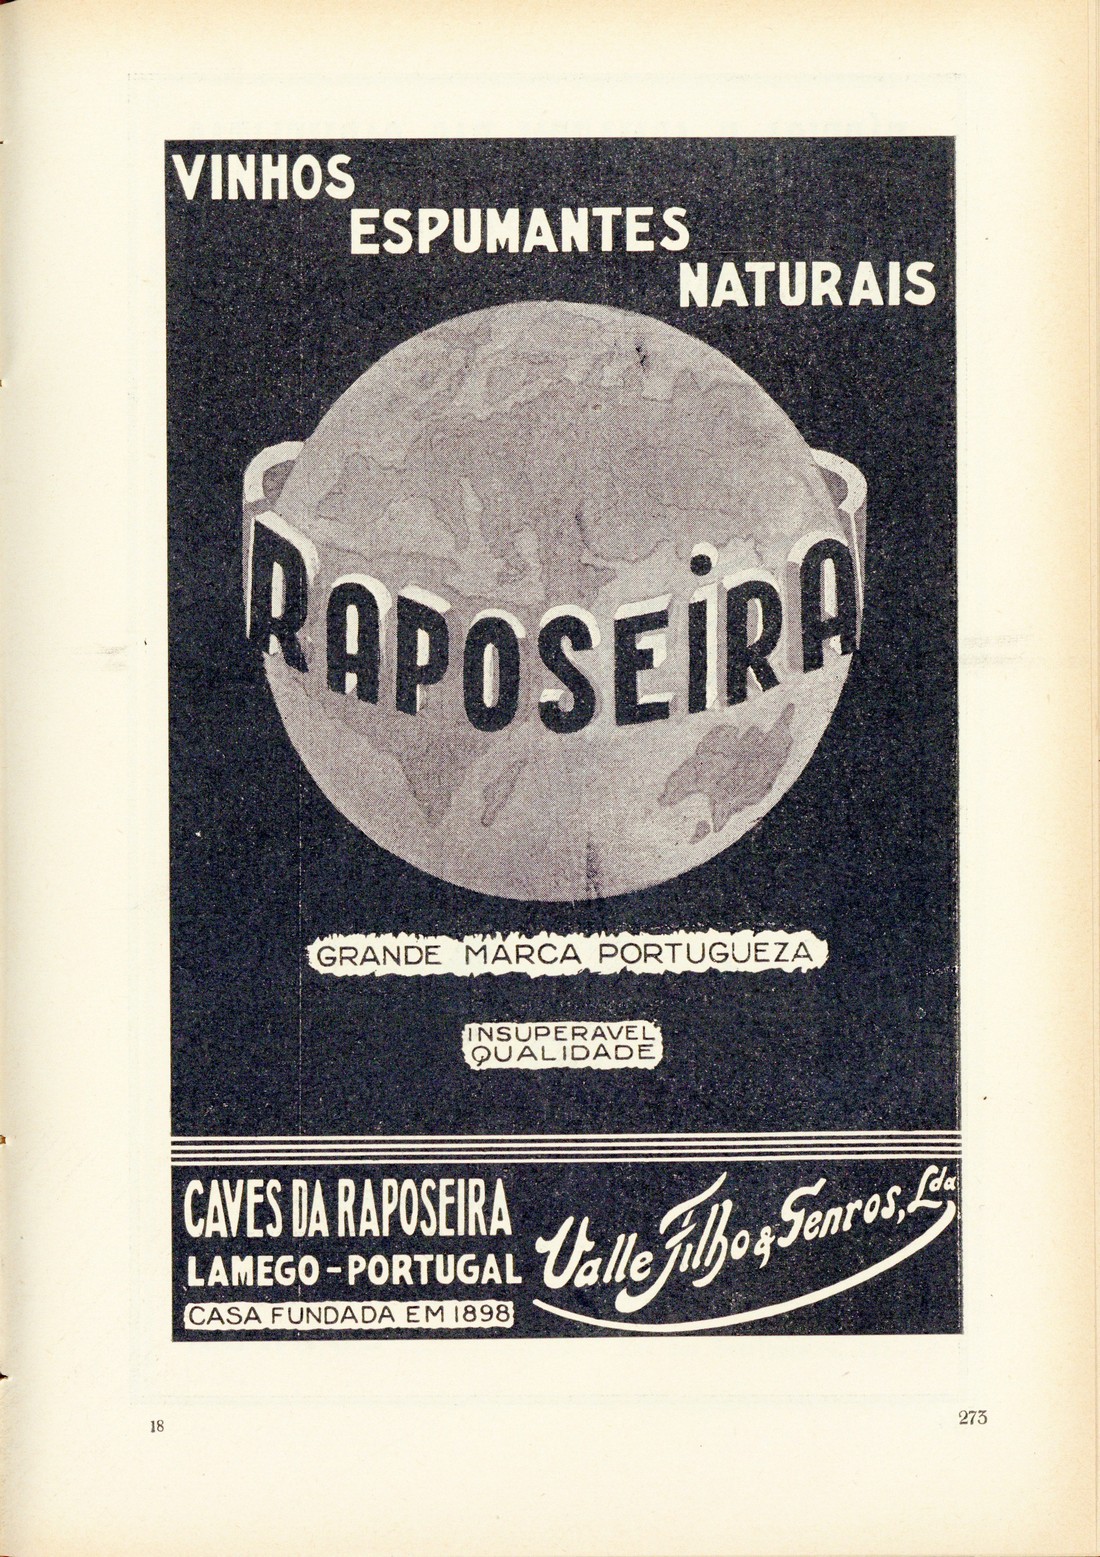 VINHOS
ESPUMANTES
NATURAIS
RAPOSEIRA
GRANDE MARCA PORTUGUEZA
INSUPERAVEL
QUALIDADE
CAVES DA RAPOSEIRA
LAMEGO-PORTUGAL
CASA FUNDADA EM 1898
Valle Filho & Genros, Lda
18
273